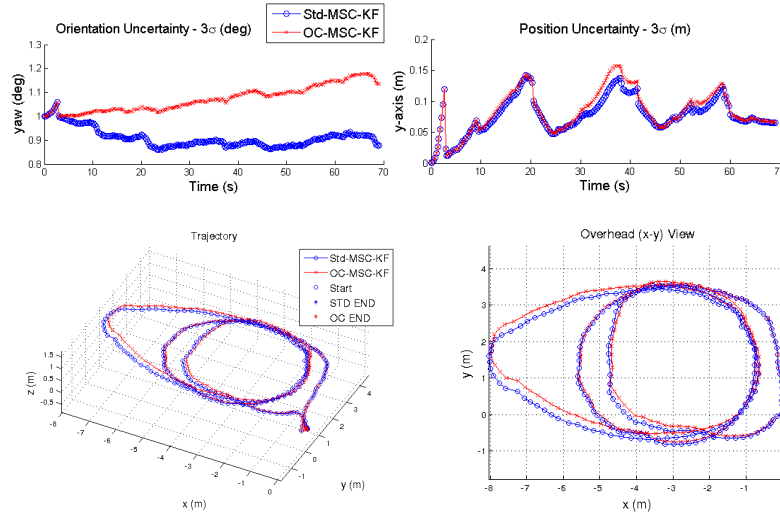 Orientation Uncertainty - 3σ (deg)
Std-MSC-KF
OC-MSC-KF
Position Uncertainty - 3σ (m)
1.3
1.2
1.1
1
0.9
0.8
yaw (deg)
0 10 20 30 40 50 60 70
Time (s)
0.2
0.15
0.1
0.05
0
y-axis (m)
0 10 20 30 40 50 60 70
Time (s)
Trajectory
Std-MSC-KF
OC-MSC-KF
Start
STD END
OC END
1.5
1
0.5
0
-0.5
z (m)
-8 -7 -6 -5 -4 -3 -2 -1 0
x (m)
-1 0 1 2 3 4
y (m)
Overhead (x-y) View
4
3
2
1
0
-1
y (m)
-8 -7 -6 -5 -4 -3 -2 -1
x (m)